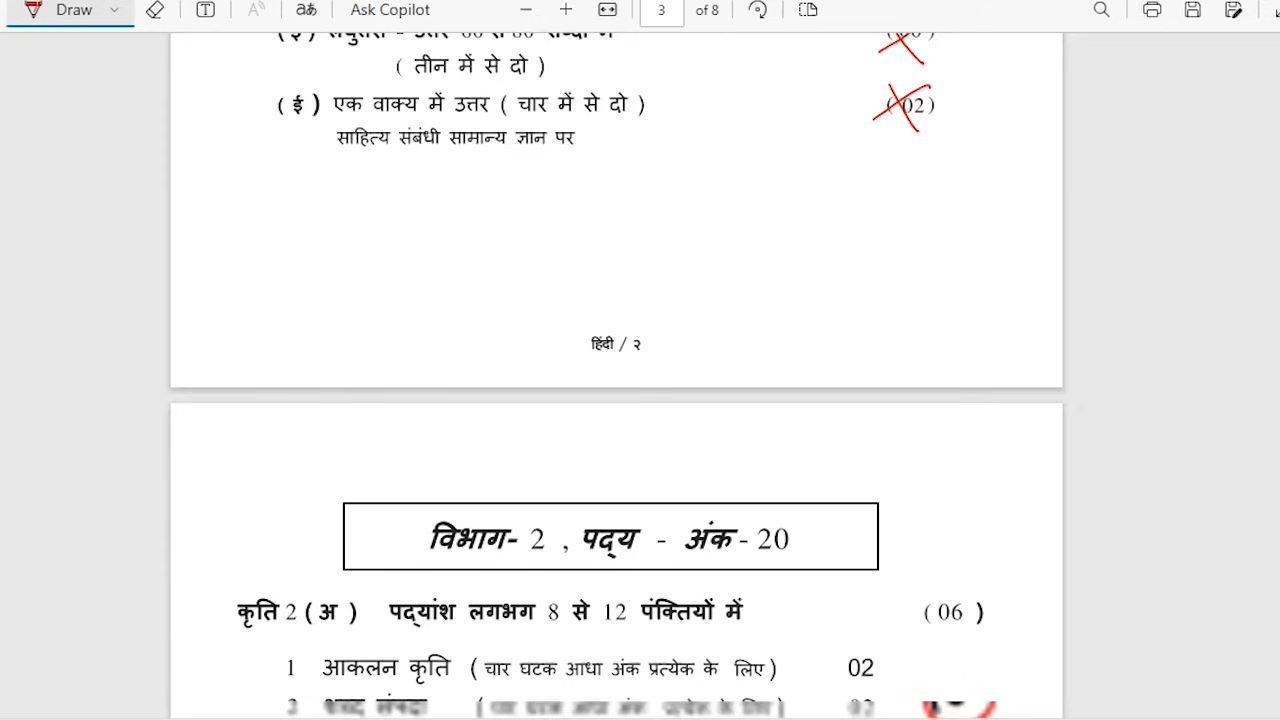 Draw
Ask Copilot
3 of 8
( तीन में से दो )
( ई ) एक वाक्य में उत्तर ( चार में से दो ) ( 02 )
साहित्य संबंधी सामान्य ज्ञान पर
हिंदी / २
विभाग- 2 , पद्य - अंक - 20
कृति 2 ( अ ) पद्यांश लगभग 8 से 12 पंक्तियों में ( 06 )
1 आकलन कृति ( चार घटक आधा अंक प्रत्येक के लिए ) 02